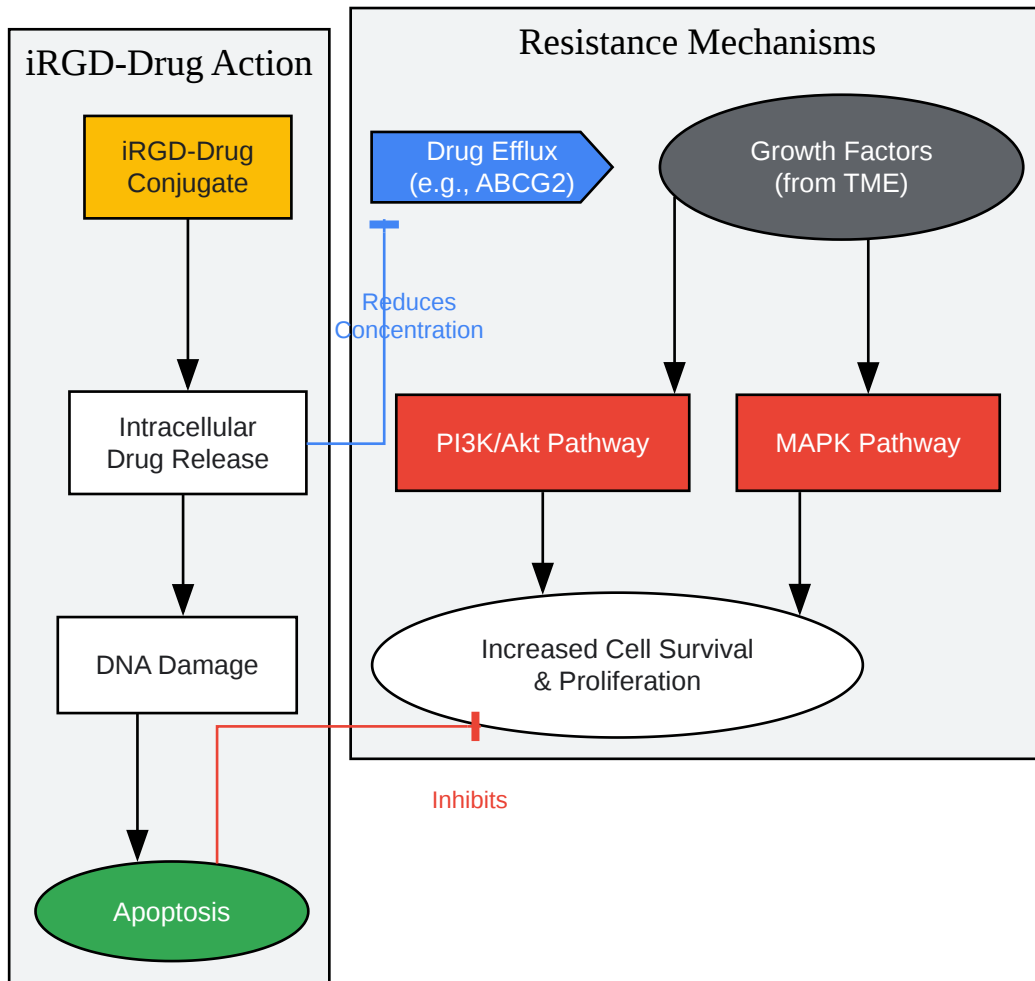 iRGD-Drug Action
iRGD-Drug
Conjugate
Intracellular
Drug Release
DNA Damage
Apoptosis
Resistance Mechanisms
Drug Efflux
(e.g., ABCG2)
Growth Factors
(from TME)
Reduces
Concentration
PI3K/Akt Pathway
MAPK Pathway
Increased Cell Survival
& Proliferation
Inhibits